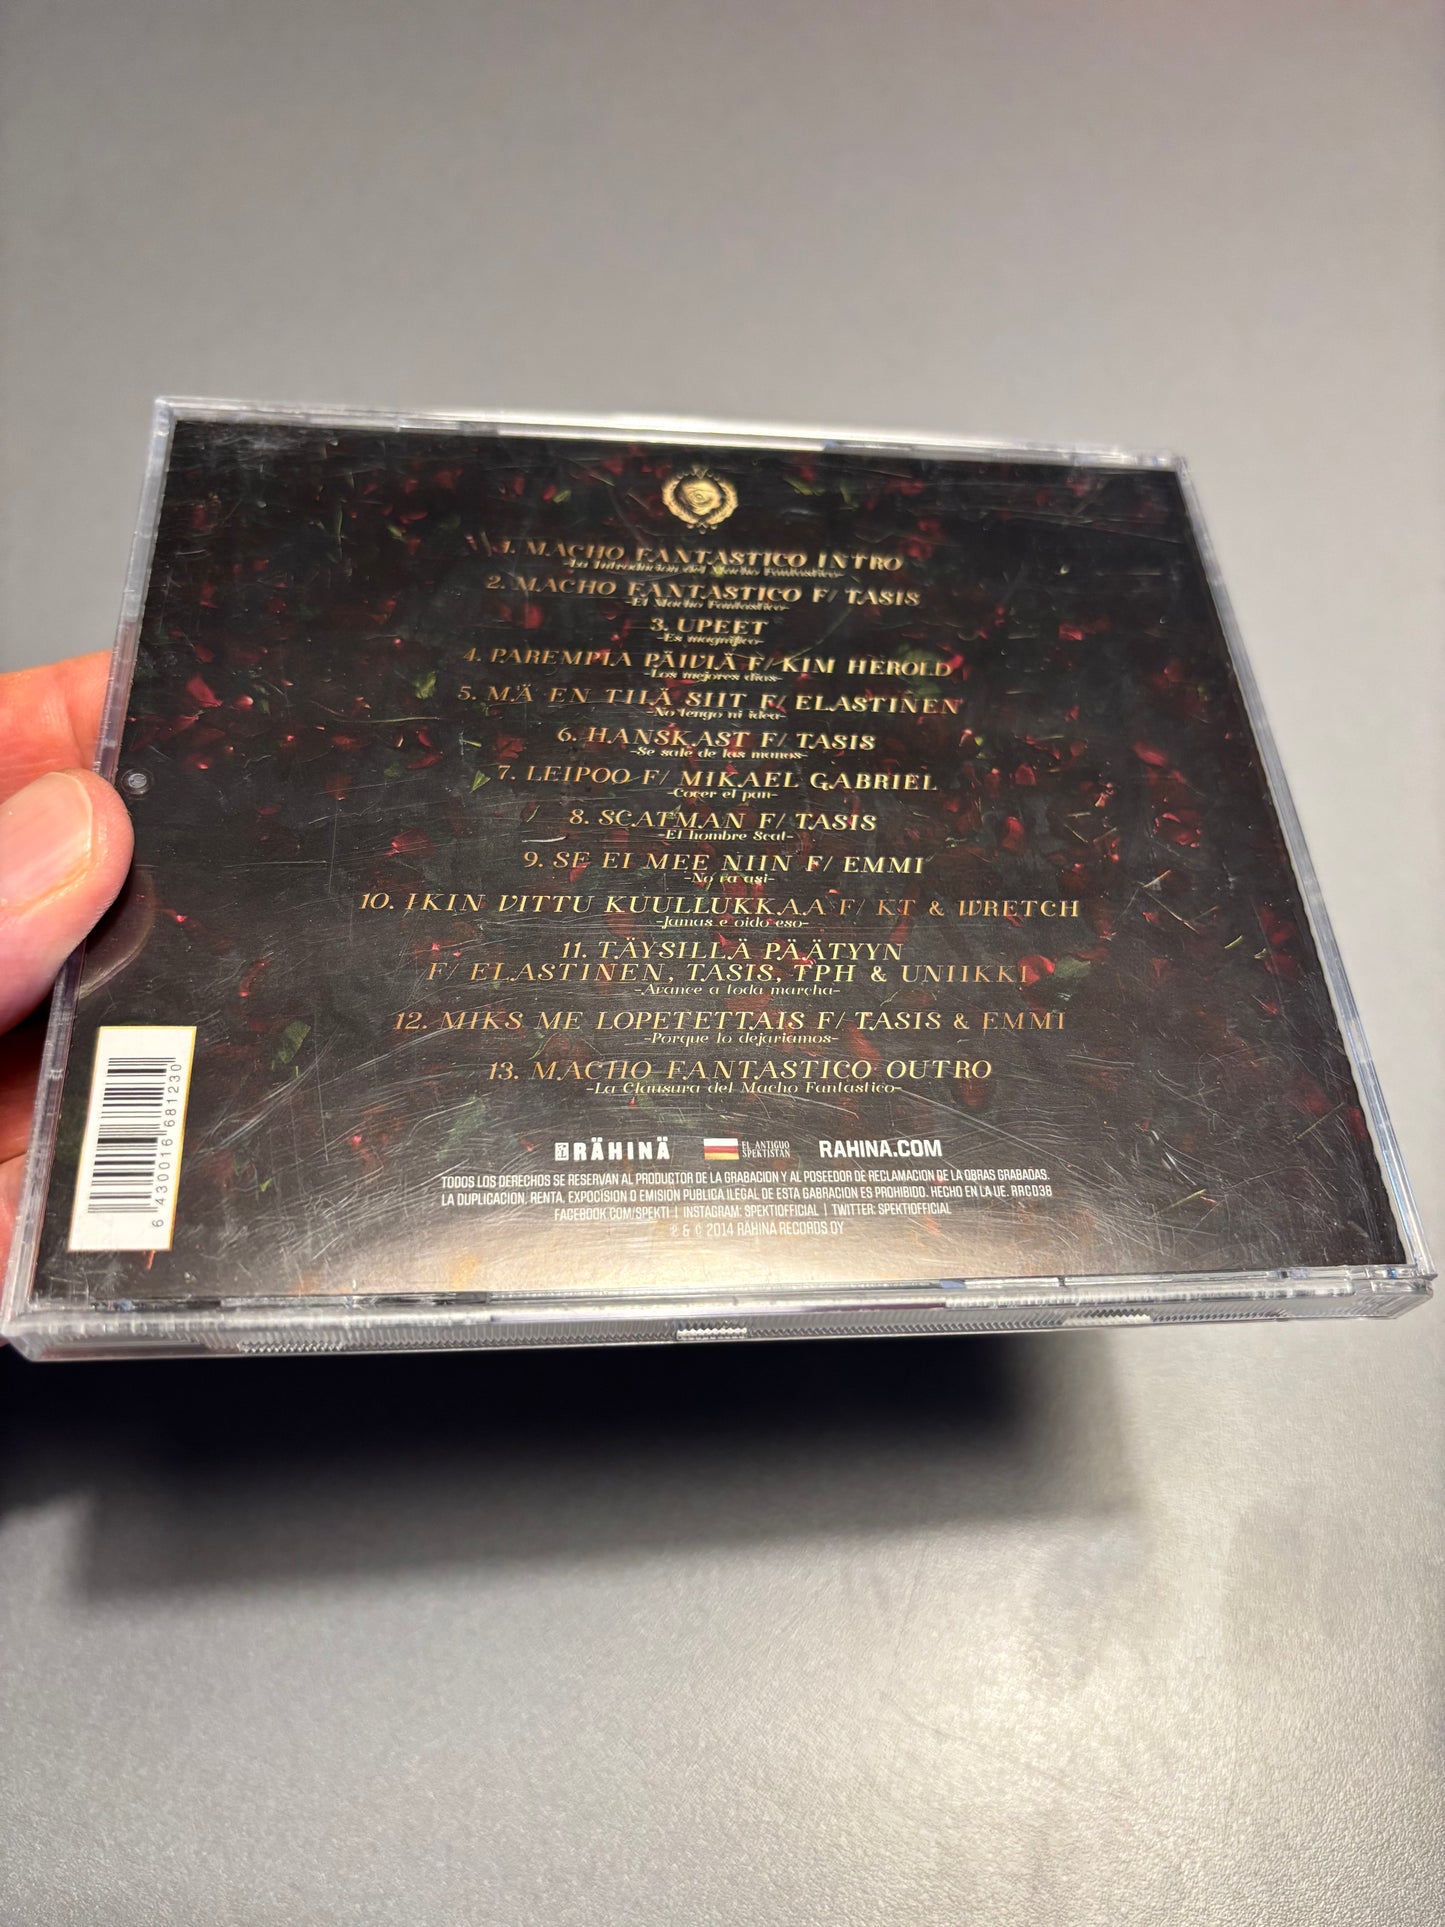 1. MACHO FANTASTICO INTRO
-La Introduccion del Macho Fantastico-
2. MACHO FANTASTICO F/ TASIS
-El Macho Fantastico-
3. UPEET
-Es magnífico-
4. PAREMPIA PÄIVIÄ F/ KIM HEROLD
-Los mejores días-
5. MÄ EN TIIÄ SIIT F/ ELASTINEN
-No tengo ni idea-
6. HANSKAST F/ TASIS
-Se sale de las manos-
7. LEIPOO F/ MIKAEL GABRIEL
-Cocer el pan-
8. SCATMAN F/ TASIS
-El hombre Scat-
9. SE EI MEE NIIN F/ EMMI
-No va asi-
10. IKIN VITTU KUULLUKKAA F/ KT & WRETCH
-Jamas e oido eso-
11. TÄYSILLÄ PÄÄTYYN
F/ ELASTINEN, TASIS, TPH & UNIIKKI
-Avance a toda marcha-
12. MIKS ME LOPETETTAIS F/ TASIS & EMMI
-Porque lo dejariamos-
13. MACHO FANTASTICO OUTRO
-La Clausura del Macho Fantastico-
RÄHINÄ
EL ANTIGUO
SPEKTISTAN
RAHINA.COM
TODOS LOS DERECHOS SE RESERVAN AL PRODUCTOR DE LA GRABACION Y AL POSEEDOR DE RECLAMACION DE LA OBRAS GRABADAS.
LA DUPLICACION, RENTA, EXPOCISION O EMISION PUBLICA ILEGAL DE ESTA GABRACION ES PROHIBIDO. HECHO EN LA UE. RRCD38
FACEBOOK.COM/SPEKTI | INSTAGRAM: SPEKTIOFFICIAL | TWITTER: SPEKTIOFFICIAL
℗ & © 2014 RÄHINÄ RECORDS OY
6 430016 681230